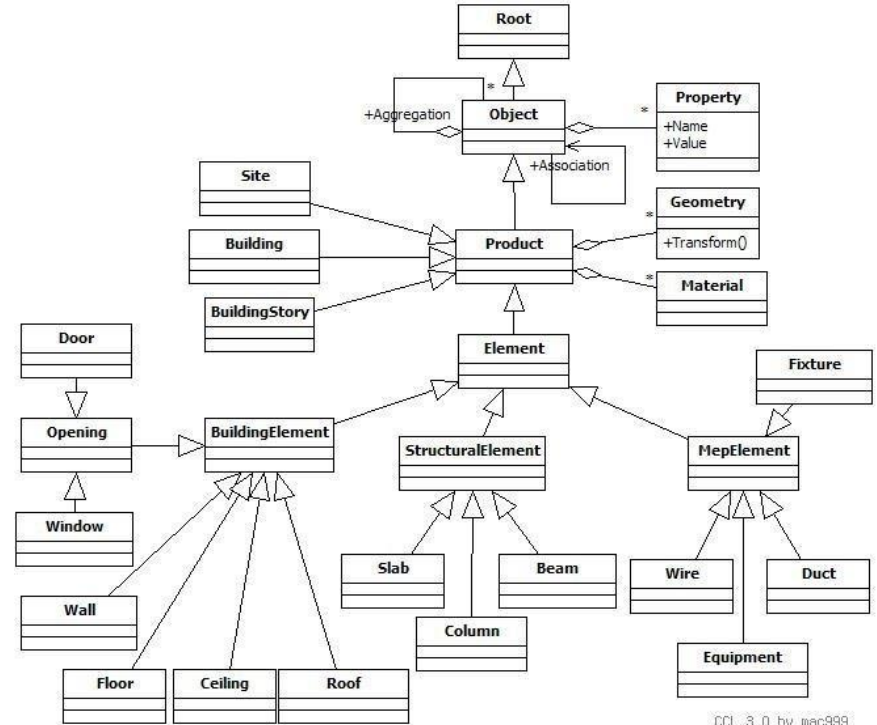 Root
*
+Aggregation
Object
*
Property
+Name
+Value
+Association
Site
*
Geometry
+Transform()
Building
Product
*
Material
BuildingStory
Door
Element
Fixture
Opening
BuildingElement
StructuralElement
MepElement
Window
Slab
Beam
Wire
Duct
Wall
Column
Equipment
Floor
Ceiling
Roof
CCL 3.0 by mac999